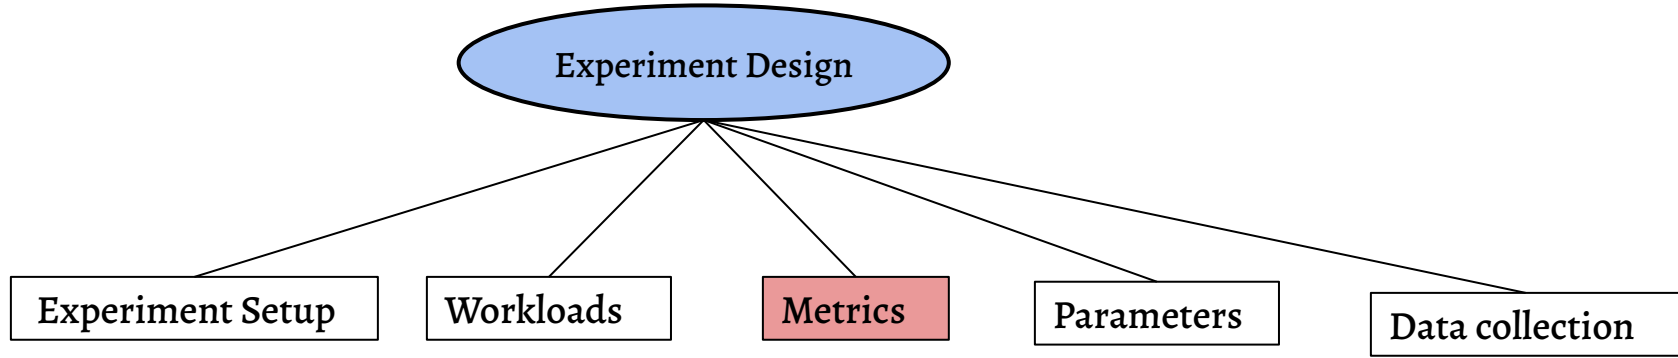 Experiment Design
Experiment Setup
Workloads
Metrics
Parameters
Data collection